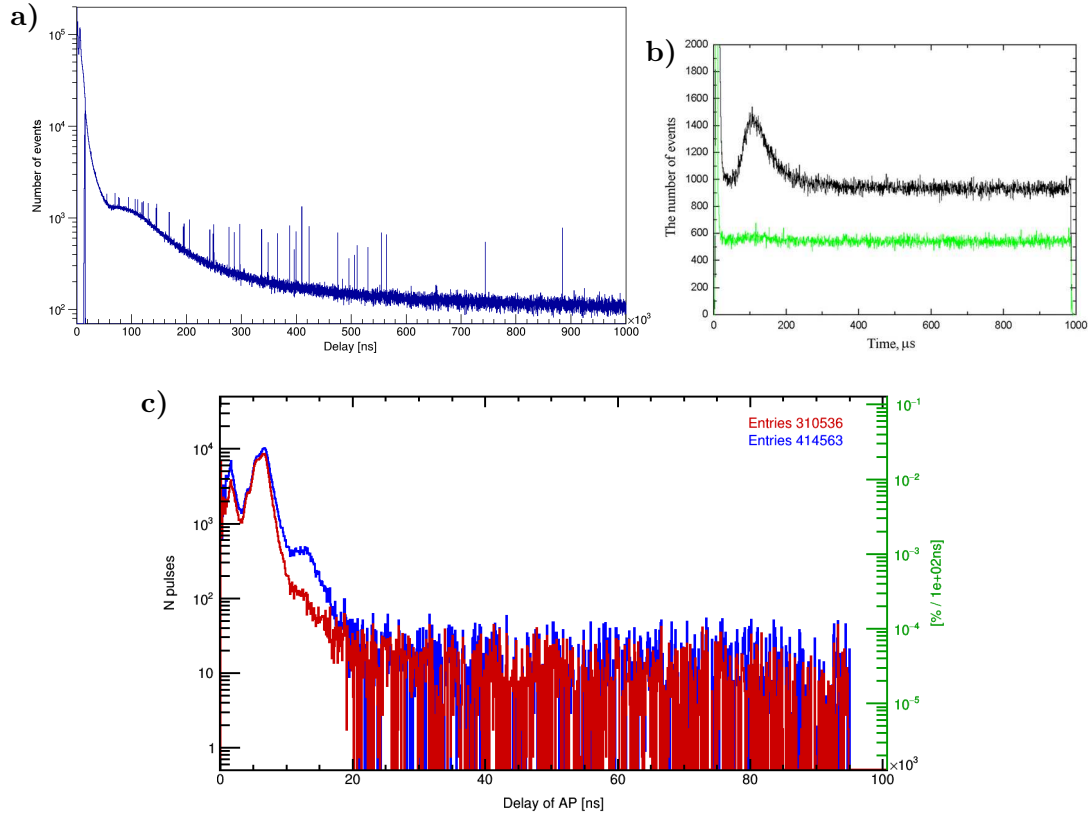 a)
Number of events
10^5
10^4
10^3
10^2
0 100 200 300 400 500 600 700 800 900 1000
×10^3
Delay [ns]
b)
The number of events
2000
1800
1600
1400
1200
1000
800
600
400
200
0
0 200 400 600 800 1000
Time, μs
c)
N pulses
10^4
10^3
10^2
10
1
Entries 310536
Entries 414563
10^-1
10^-2
10^-3
10^-4
10^-5
[% / 1e+02ns]
0 20 40 60 80 100
×10^3
Delay of AP [ns]